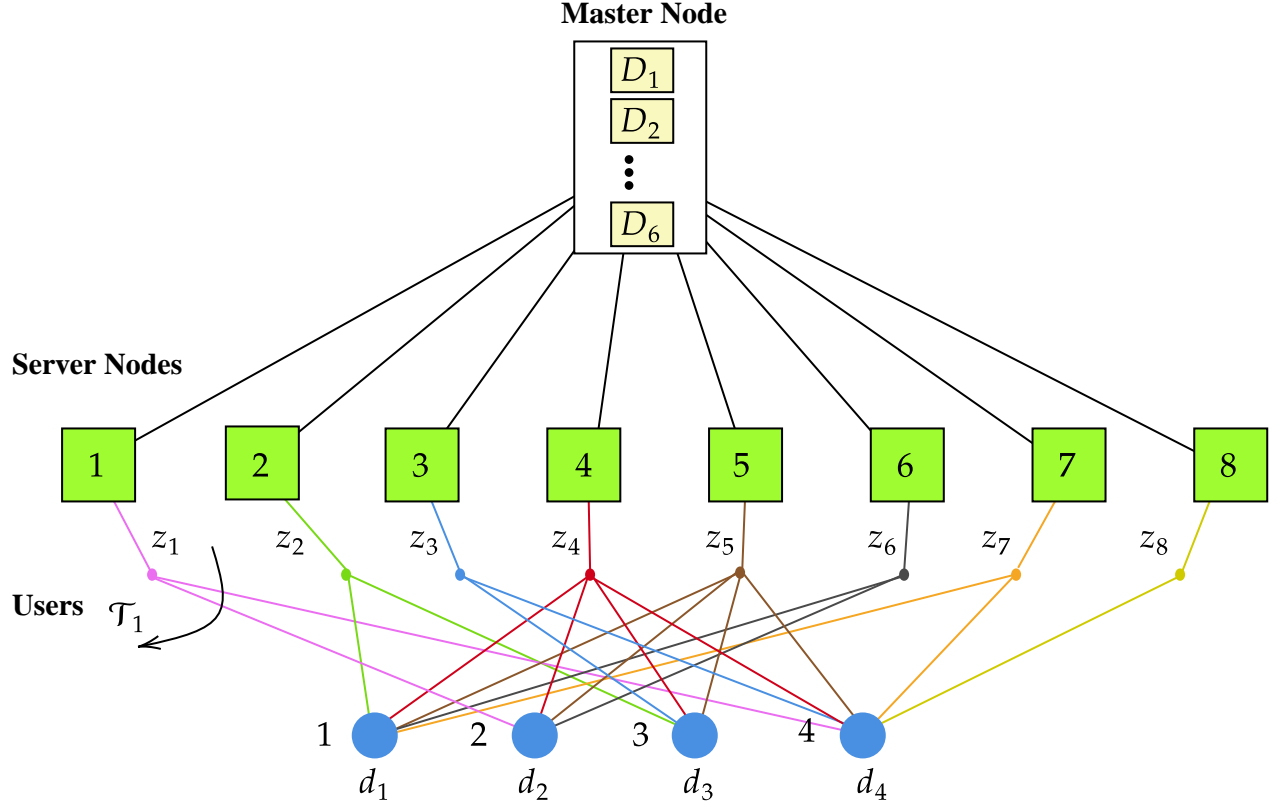 Master Node
D₁
D₂
D₆
Server Nodes
1 2 3 4 5 6 7 8
z₁ z₂ z₃ z₄ z₅ z₆ z₇ z₈
Users 𝒯₁
1 2 3 4
d₁ d₂ d₃ d₄